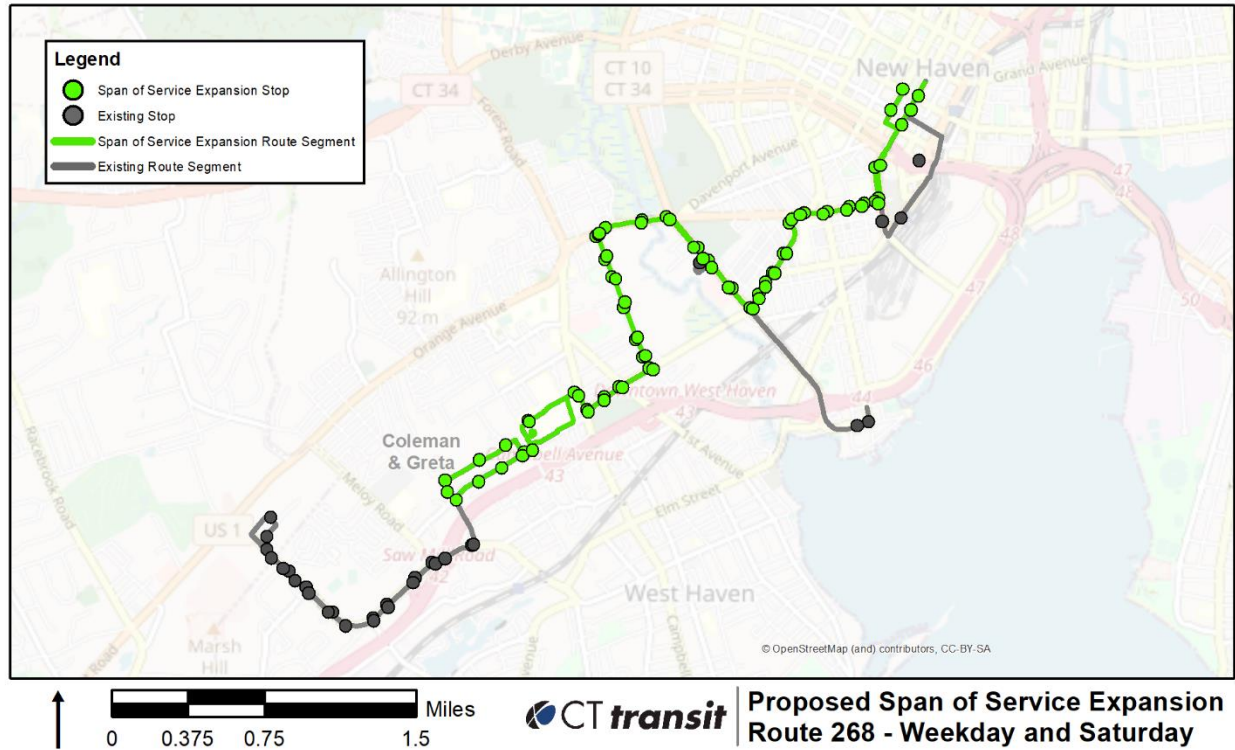 Legend
Span of Service Expansion Stop
Existing Stop
Span of Service Expansion Route Segment
Existing Route Segment
Derby Avenue
CT 10
CT 34
CT 34
New Haven
Grand Avenue
Forest Road
Davenport Avenue
47
48
48
47
50
46
Allington
Hill
92 m
Orange Avenue
Downtown West Haven
44
43
1st Avenue
Coleman
& Greta
Avenue
43
Elm Street
Racebrook Road
Meloy Road
US 1
Saw Mill Road
42
West Haven
Campbell
Marsh
Hill
© OpenStreetMap (and) contributors, CC-BY-SA
Miles
0 0.375 0.75 1.5
CT transit
Proposed Span of Service Expansion
Route 268 - Weekday and Saturday